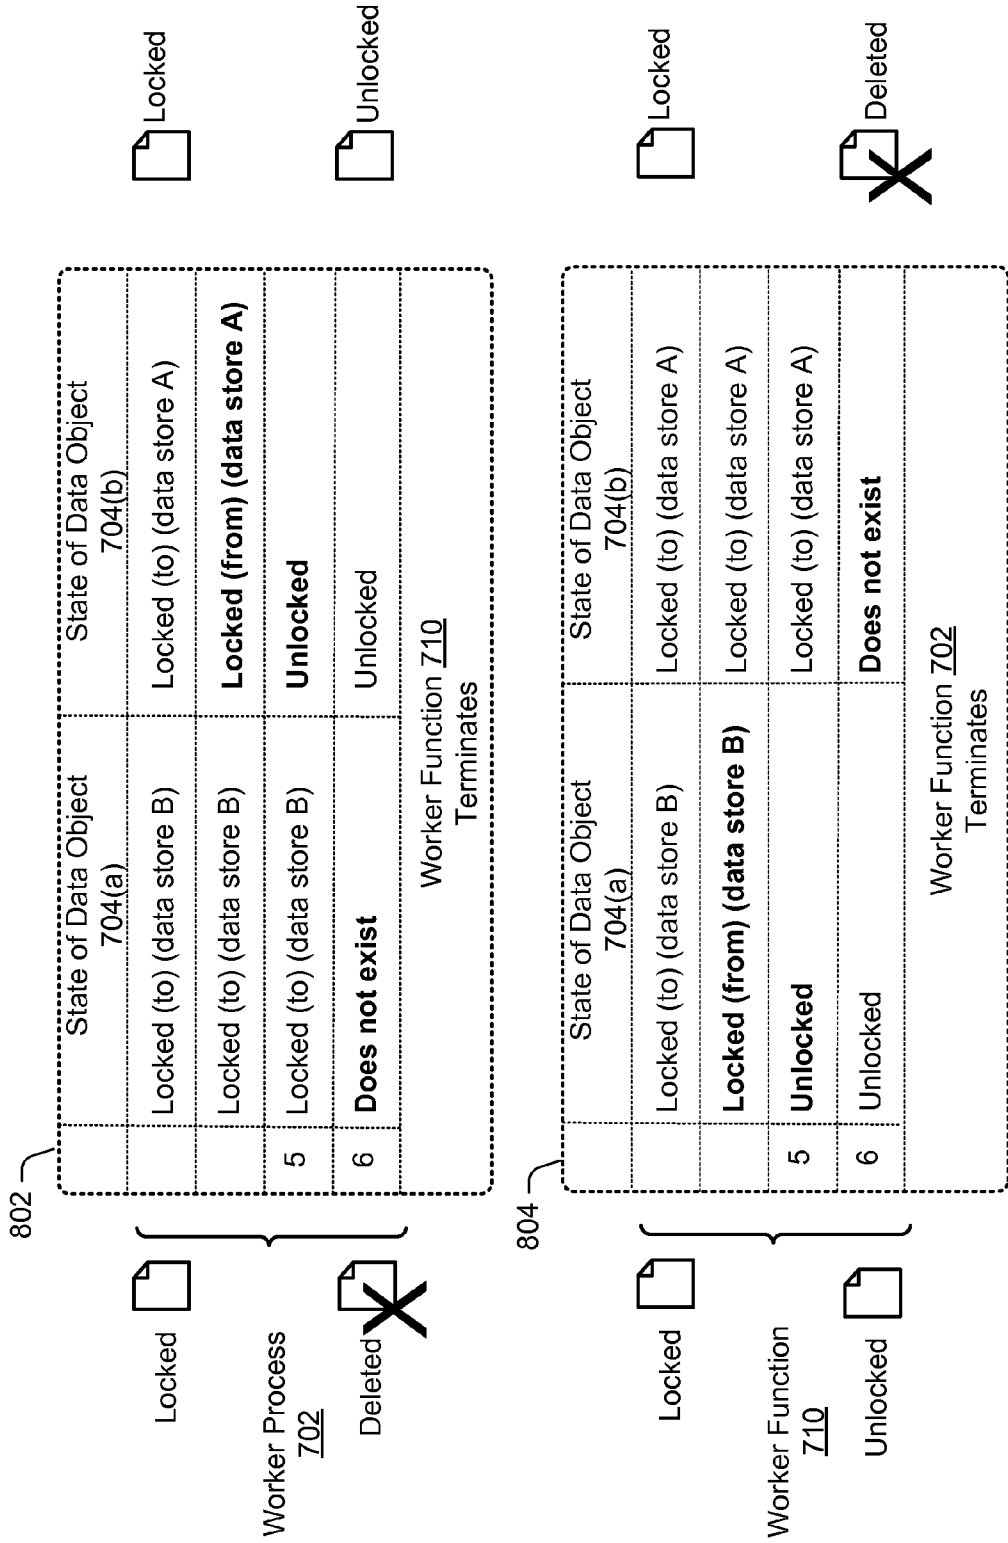 802
State of Data Object
704(a)
State of Data Object
704(b)
Locked (to) (data store B)
Locked (to) (data store A)
Locked (to) (data store B)
Locked (from) (data store A)
5
Locked (to) (data store B)
Unlocked
6
Does not exist
Unlocked
Worker Function 710
Terminates
Locked
Worker Process
702
Deleted
Locked
Unlocked
804
State of Data Object
704(a)
State of Data Object
704(b)
Locked (to) (data store B)
Locked (to) (data store A)
Locked (from) (data store B)
Locked (to) (data store A)
5
Unlocked
Locked (to) (data store A)
6
Unlocked
Does not exist
Worker Function 702
Terminates
Locked
Worker Function
710
Unlocked
Locked
Deleted